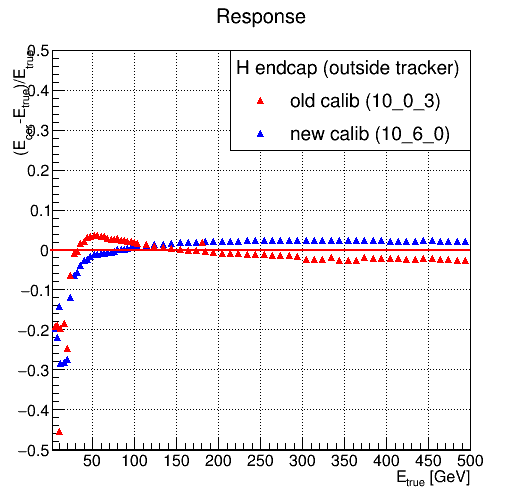 Response
(E_cor-E_true)/E_true
H endcap (outside tracker)
old calib (10_0_3)
new calib (10_6_0)
0.5
0.4
0.3
0.2
0.1
0
−0.1
−0.2
−0.3
−0.4
−0.5
50 100 150 200 250 300 350 400 450 500
E_true [GeV]